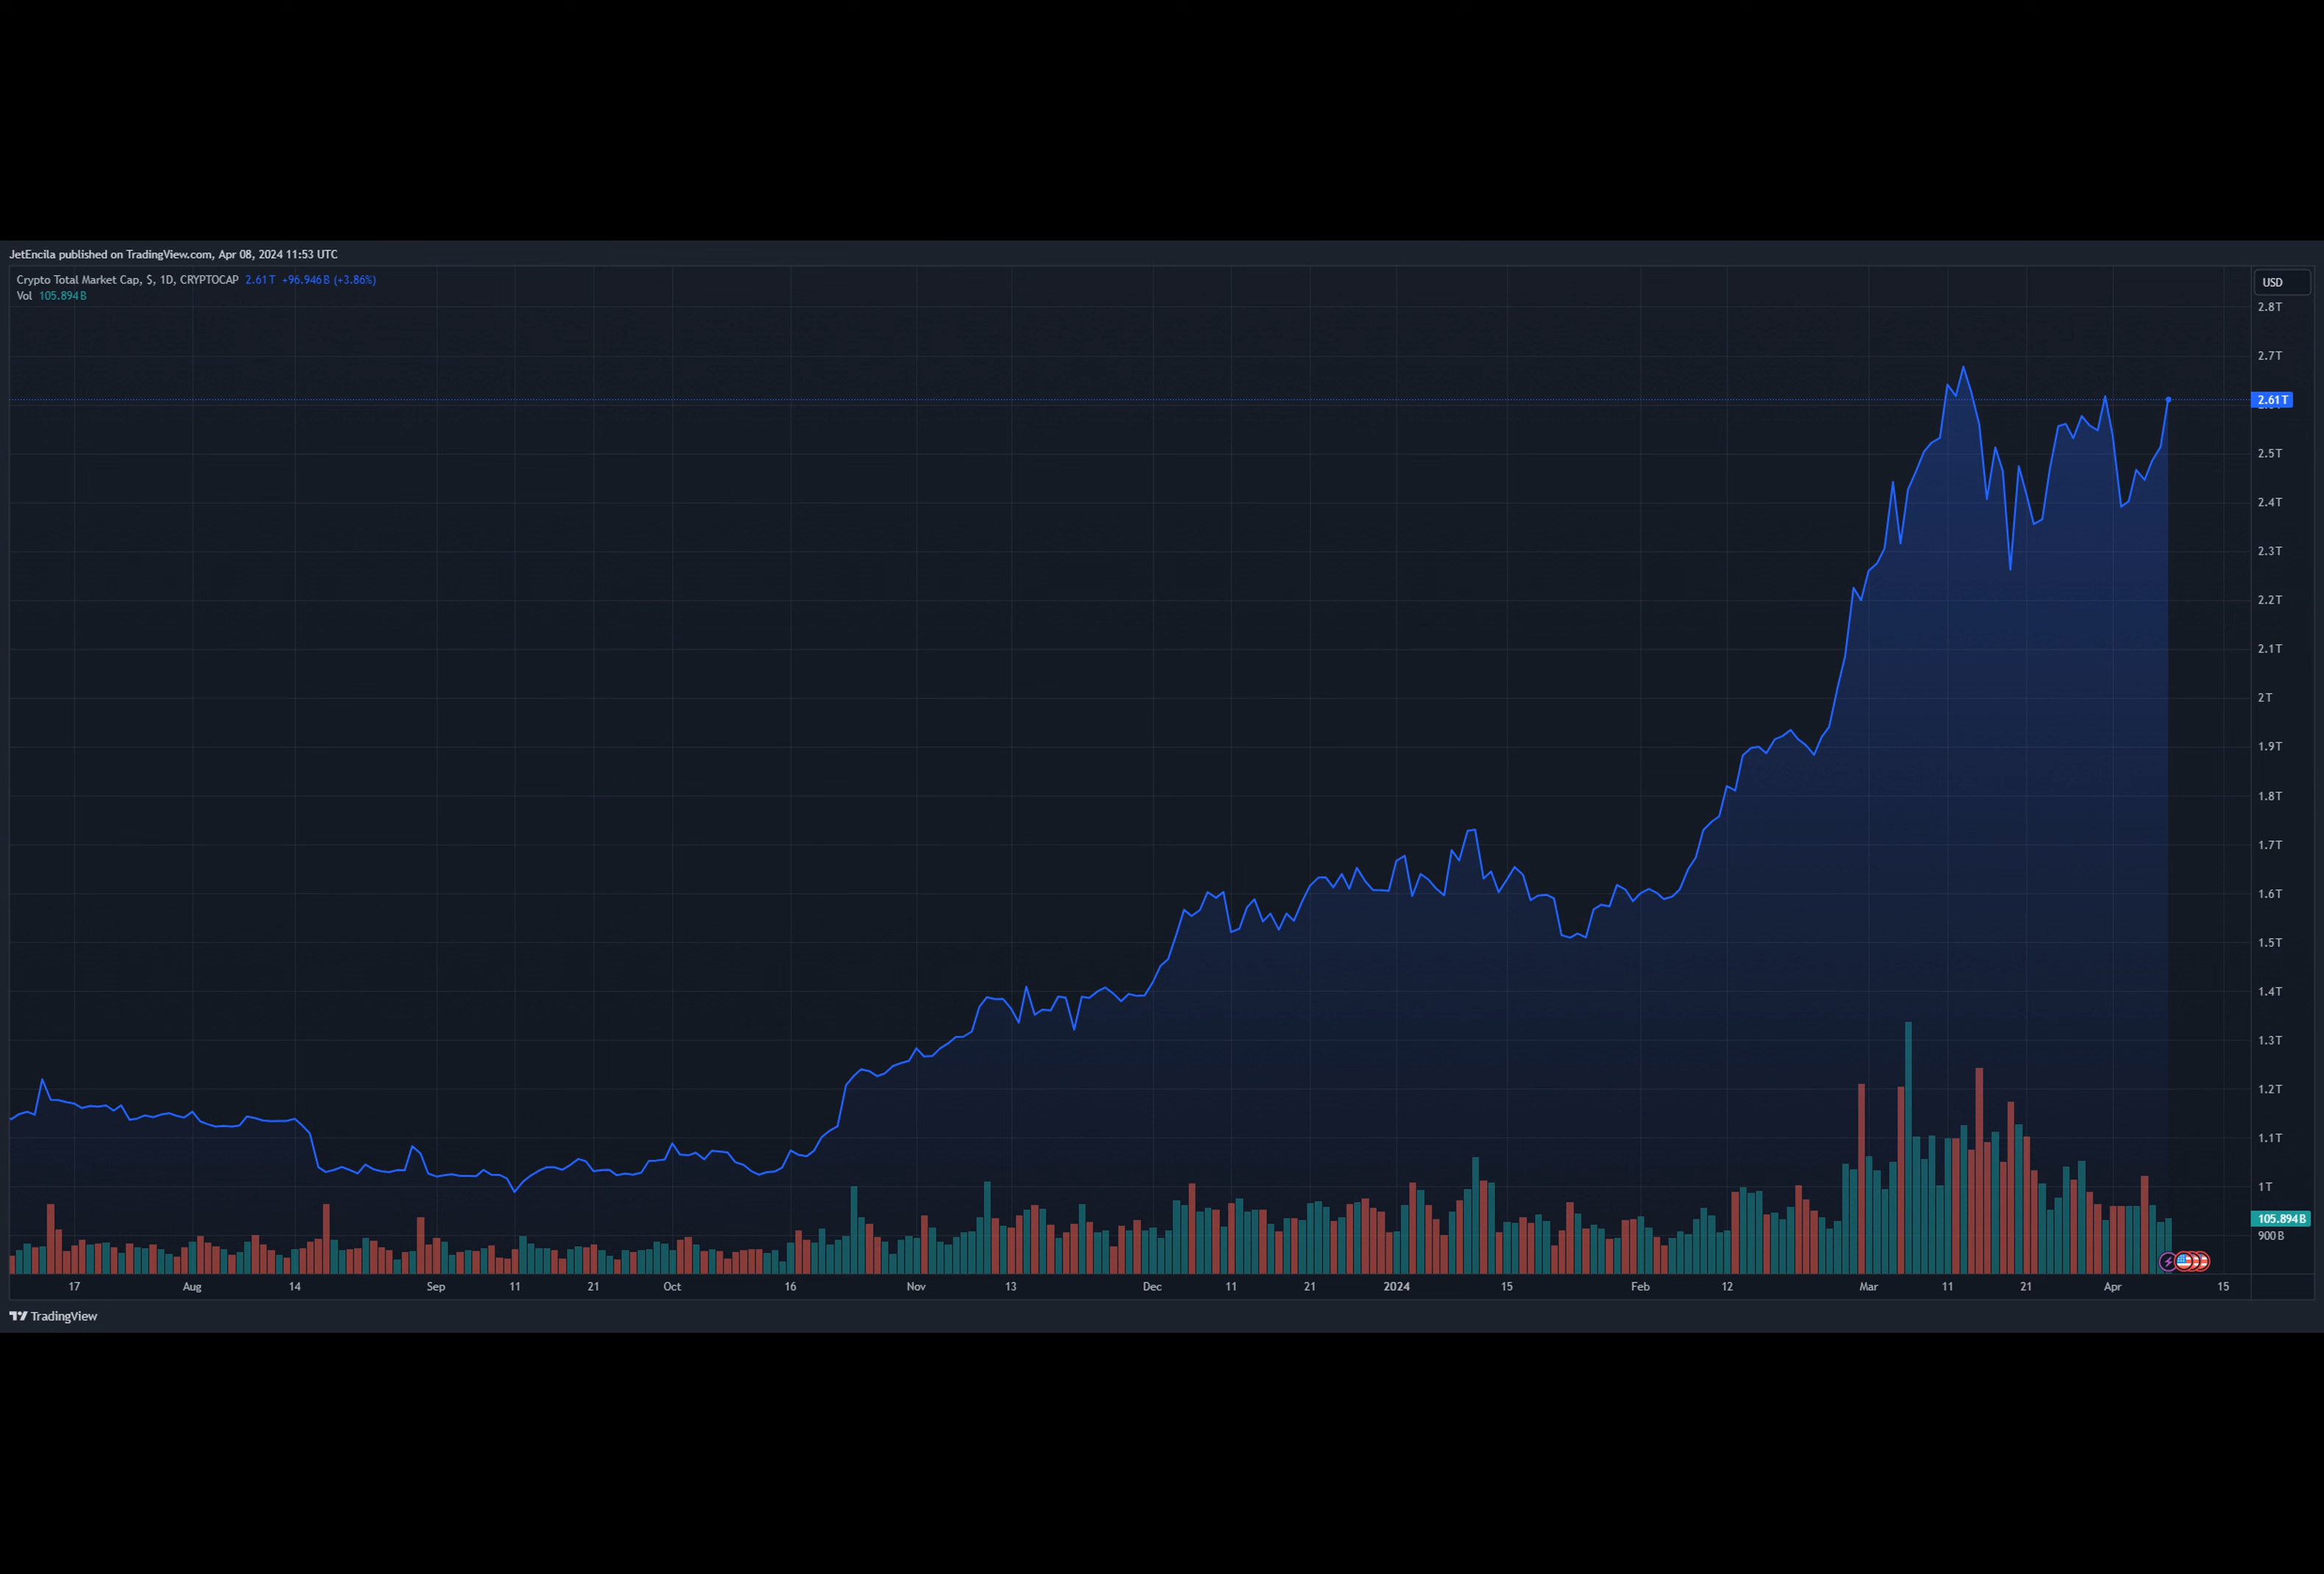 JetEncila published on TradingView.com, Apr 08, 2024 11:53 UTC
Crypto Total Market Cap, $, 1D, CRYPTOCAP 2.61T +96.946B (+3.86%)
Vol 105.894B
USD
2.8T
2.7T
2.61T
2.5T
2.4T
2.3T
2.2T
2.1T
2T
1.9T
1.8T
1.7T
1.6T
1.5T
1.4T
1.3T
1.2T
1.1T
1T
105.894B
900B
17 Aug 14 Sep 11 21 Oct 16 Nov 13 Dec 11 21 2024 15 Feb 12 Mar 11 21 Apr 15
TradingView